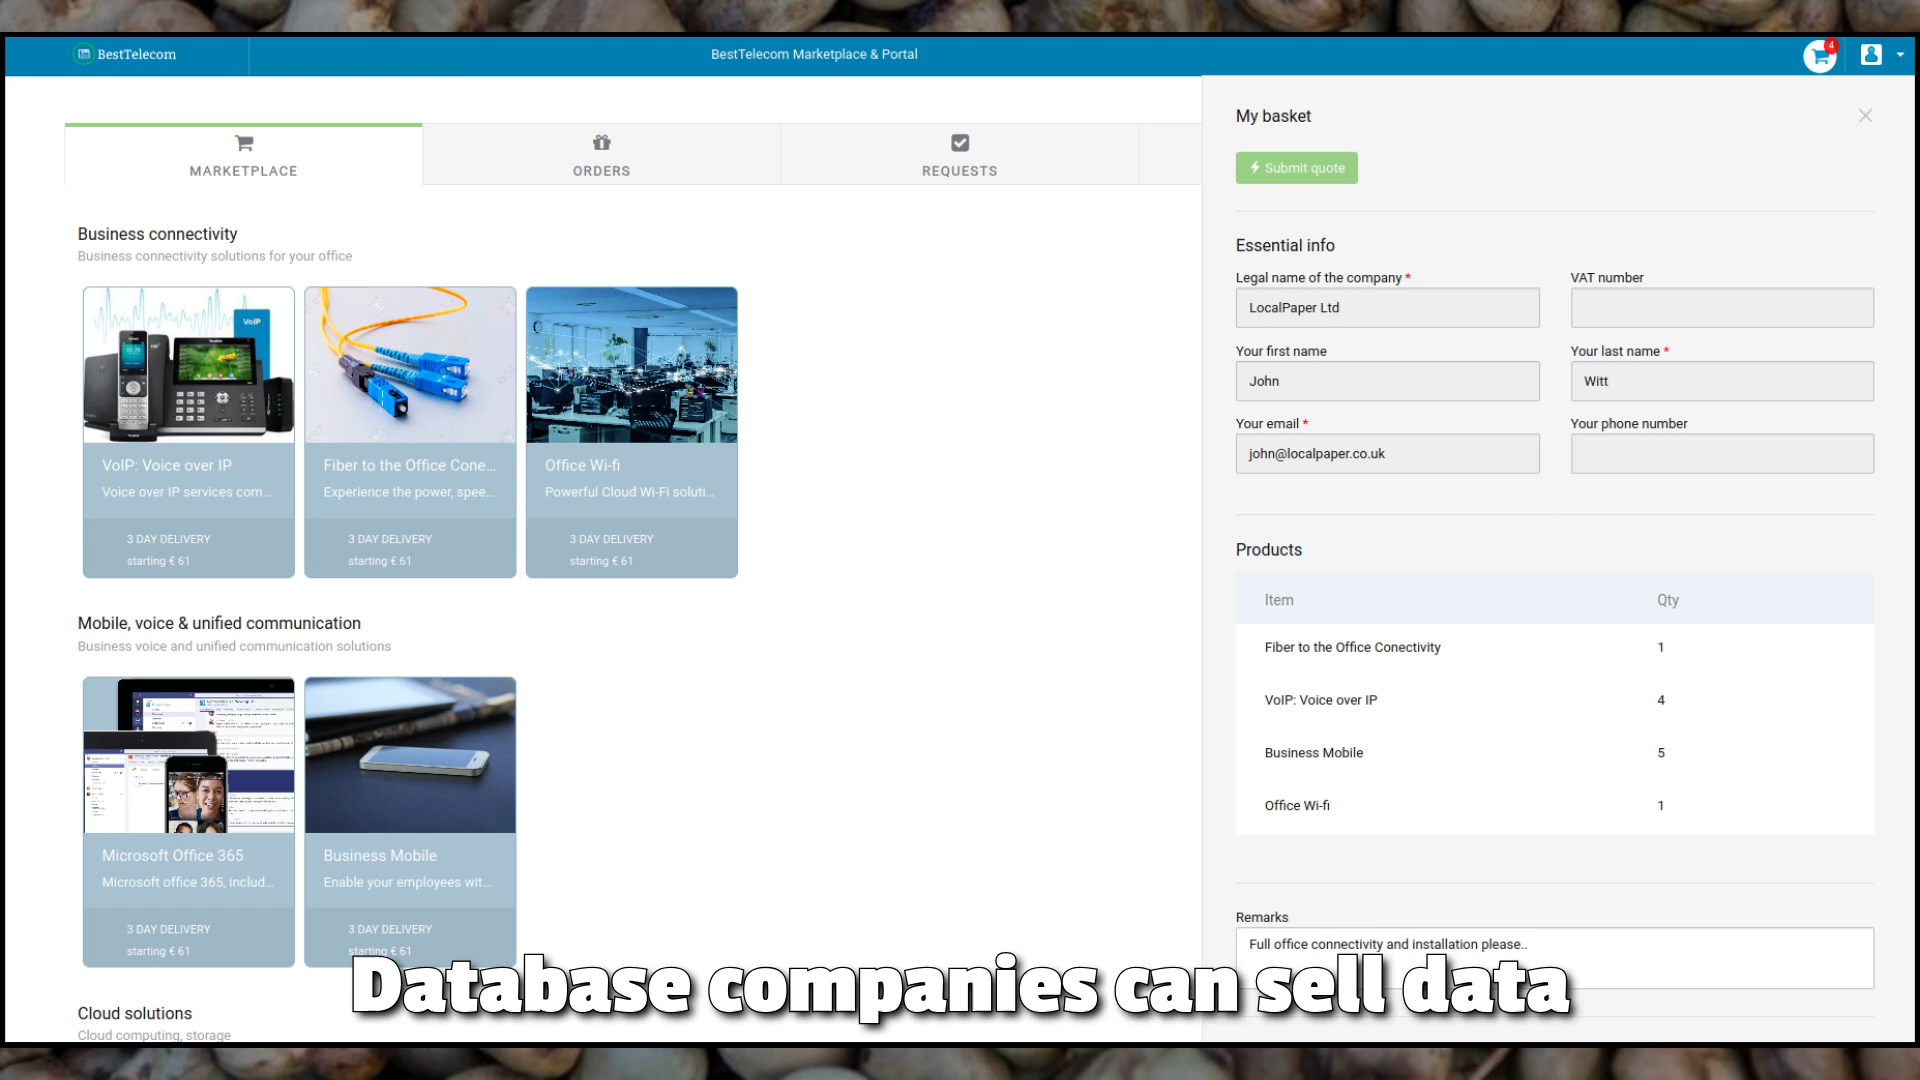 BestTelecom
BestTelecom Marketplace & Portal
4
MARKETPLACE
ORDERS
REQUESTS
Business connectivity
Business connectivity solutions for your office
VoIP
VoIP: Voice over IP
Voice over IP services com...
3 DAY DELIVERY
starting € 61
Fiber to the Office Cone...
Experience the power, spee...
3 DAY DELIVERY
starting € 61
Office Wi-fi
Powerful Cloud Wi-Fi soluti...
3 DAY DELIVERY
starting € 61
Mobile, voice & unified communication
Business voice and unified communication solutions
Microsoft Office 365
Microsoft office 365, includ...
3 DAY DELIVERY
starting € 61
Business Mobile
Enable your employees wit...
3 DAY DELIVERY
starting € 61
Cloud solutions
Cloud computing, storage
My basket
Submit quote
Essential info
Legal name of the company *
LocalPaper Ltd
VAT number
Your first name
John
Your last name *
Witt
Your email *
john@localpaper.co.uk
Your phone number
Products
Item Qty
Fiber to the Office Conectivity 1
VoIP: Voice over IP 4
Business Mobile 5
Office Wi-fi 1
Remarks
Full office connectivity and installation please..
Database companies can sell data